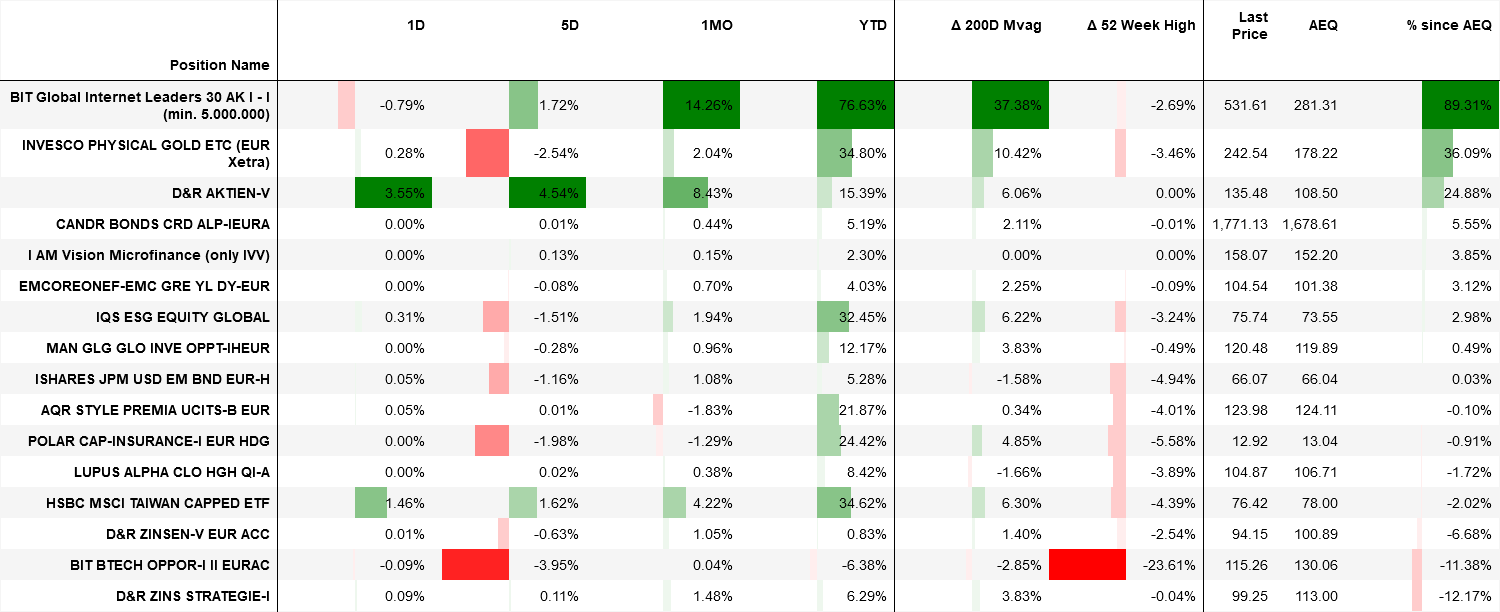 Position Name 1D 5D 1MO YTD Δ 200D Mvag Δ 52 Week High Last Price AEQ % since AEQ
BIT Global Internet Leaders 30 AK I - I (min. 5.000.000) -0.79% 1.72% 14.26% 76.63% 37.38% -2.69% 531.61 281.31 89.31%
INVESCO PHYSICAL GOLD ETC (EUR Xetra) 0.28% -2.54% 2.04% 34.80% 10.42% -3.46% 242.54 178.22 36.09%
D&R AKTIEN-V 3.55% 4.54% 8.43% 15.39% 6.06% 0.00% 135.48 108.50 24.88%
CANDR BONDS CRD ALP-IEURA 0.00% 0.01% 0.44% 5.19% 2.11% -0.01% 1,771.13 1,678.61 5.55%
I AM Vision Microfinance (only IVV) 0.00% 0.13% 0.15% 2.30% 0.00% 0.00% 158.07 152.20 3.85%
EMCOREONEF-EMC GRE YL DY-EUR 0.00% -0.08% 0.70% 4.03% 2.25% -0.09% 104.54 101.38 3.12%
IQS ESG EQUITY GLOBAL 0.31% -1.51% 1.94% 32.45% 6.22% -3.24% 75.74 73.55 2.98%
MAN GLG GLO INVE OPPT-IHEUR 0.00% -0.28% 0.96% 12.17% 3.83% -0.49% 120.48 119.89 0.49%
ISHARES JPM USD EM BND EUR-H 0.05% -1.16% 1.08% 5.28% -1.58% -4.94% 66.07 66.04 0.03%
AQR STYLE PREMIA UCITS-B EUR 0.05% 0.01% -1.83% 21.87% 0.34% -4.01% 123.98 124.11 -0.10%
POLAR CAP-INSURANCE-I EUR HDG 0.00% -1.98% -1.29% 24.42% 4.85% -5.58% 12.92 13.04 -0.91%
LUPUS ALPHA CLO HGH QI-A 0.00% 0.02% 0.38% 8.42% -1.66% -3.89% 104.87 106.71 -1.72%
HSBC MSCI TAIWAN CAPPED ETF 1.46% 1.62% 4.22% 34.62% 6.30% -4.39% 76.42 78.00 -2.02%
D&R ZINSEN-V EUR ACC 0.01% -0.63% 1.05% 0.83% 1.40% -2.54% 94.15 100.89 -6.68%
BIT BTECH OPPOR-I II EURAC -0.09% -3.95% 0.04% -6.38% -2.85% -23.61% 115.26 130.06 -11.38%
D&R ZINS STRATEGIE-I 0.09% 0.11% 1.48% 6.29% 3.83% -0.04% 99.25 113.00 -12.17%